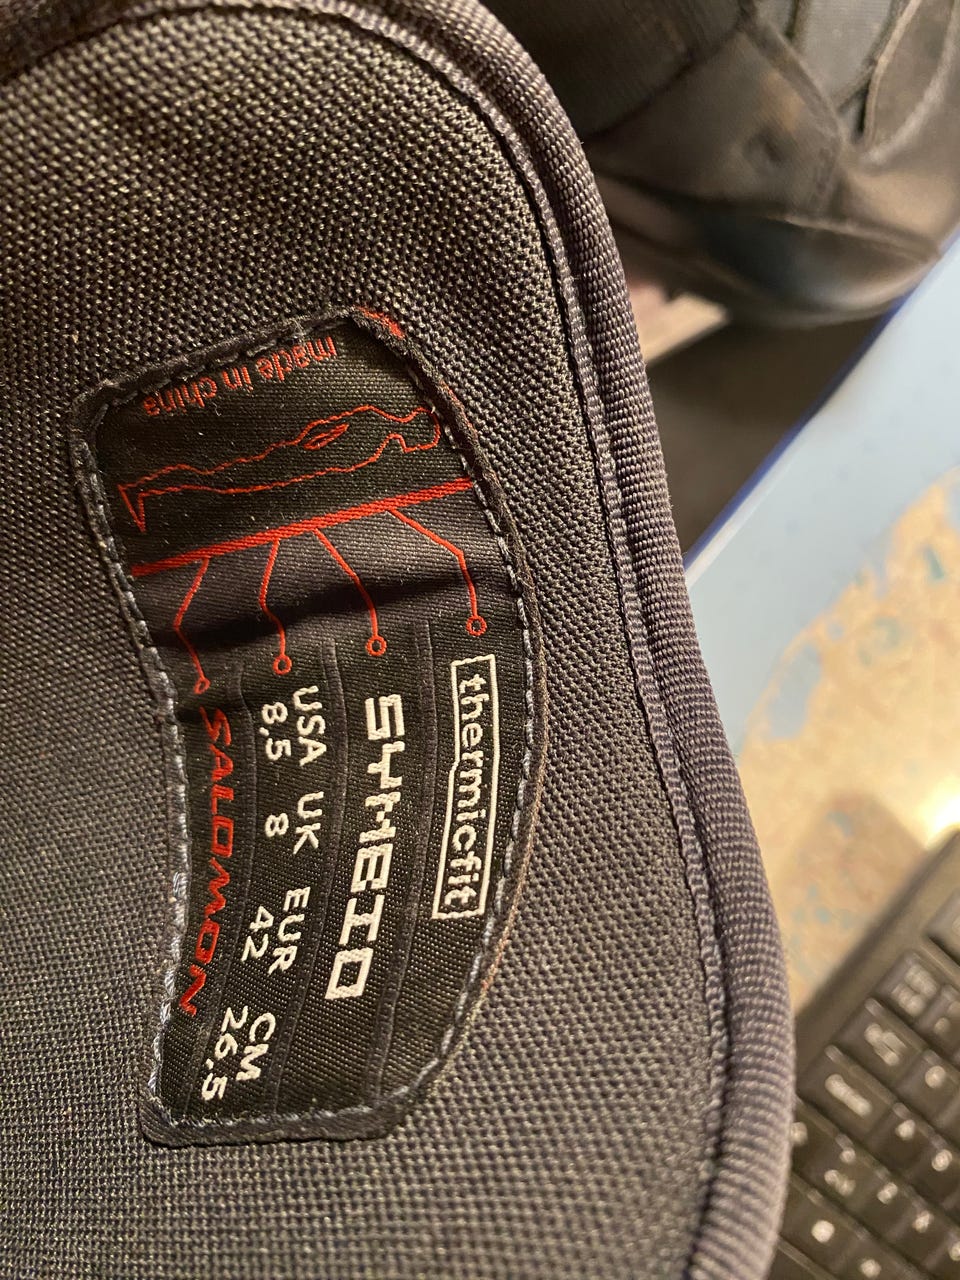 thermicfit
SYMBIO
USA UK EUR CM
8,5 8 42 26,5
SALOMON
made in china